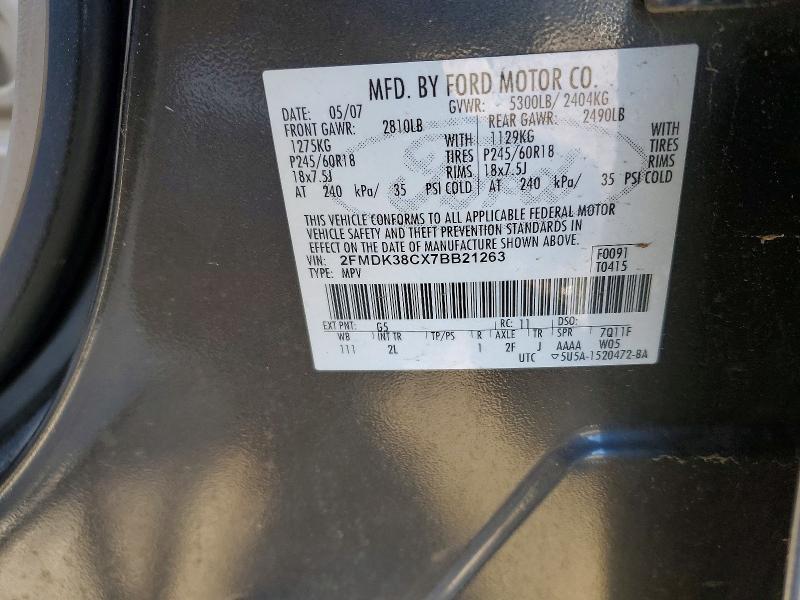 MFD. BY FORD MOTOR CO.
DATE: 05/07 GVWR: 5300LB/ 2404KG
FRONT GAWR: 2810LB REAR GAWR: 2490LB
1275KG WITH 1129KG WITH
P245/60R18 TIRES P245/60R18 TIRES
18x7.5J RIMS 18x7.5J RIMS
AT 240 kPa/ 35 PSI COLD AT 240 kPa/ 35 PSI COLD
Ford
THIS VEHICLE CONFORMS TO ALL APPLICABLE FEDERAL MOTOR
VEHICLE SAFETY AND THEFT PREVENTION STANDARDS IN
EFFECT ON THE DATE OF MANUFACTURE SHOWN ABOVE.
VIN: 2FMDK38CX7BB21263 F0091
TYPE: MPV T0415
EXT PNT: G5 RC: 11 DSO:
WB INT TR TP/PS R AXLE TR SPR 7Q11F
111 2L 1 2F J AAAA W05
UTC ▽5U5A-1520472-BA